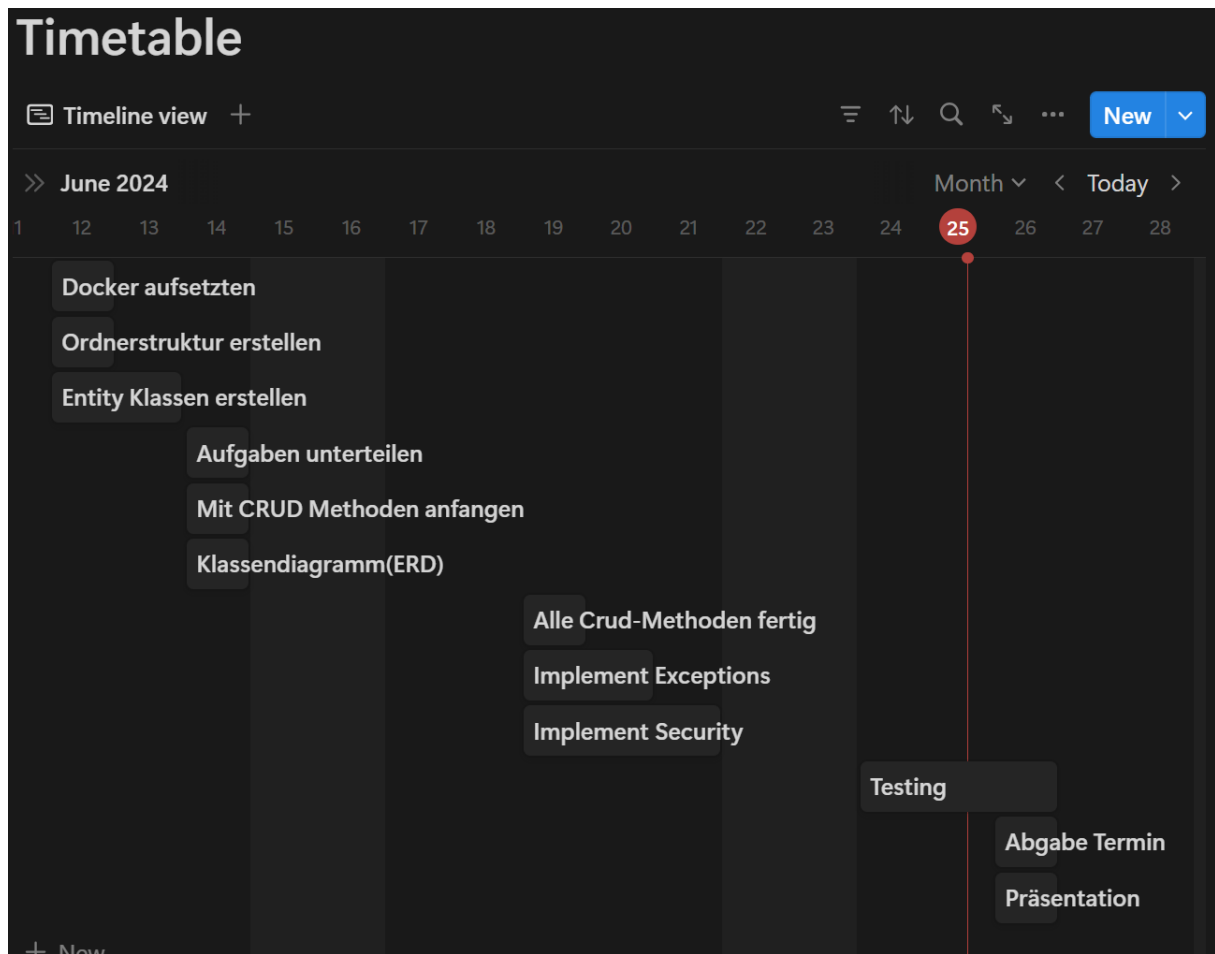 Timetable
Timeline view
New
June 2024
Month
Today
1 12 13 14 15 16 17 18 19 20 21 22 23 24 25 26 27 28
Docker aufsetzten
Ordnerstruktur erstellen
Entity Klassen erstellen
Aufgaben unterteilen
Mit CRUD Methoden anfangen
Klassendiagramm(ERD)
Alle Crud-Methoden fertig
Implement Exceptions
Implement Security
Testing
Abgabe Termin
Präsentation
New